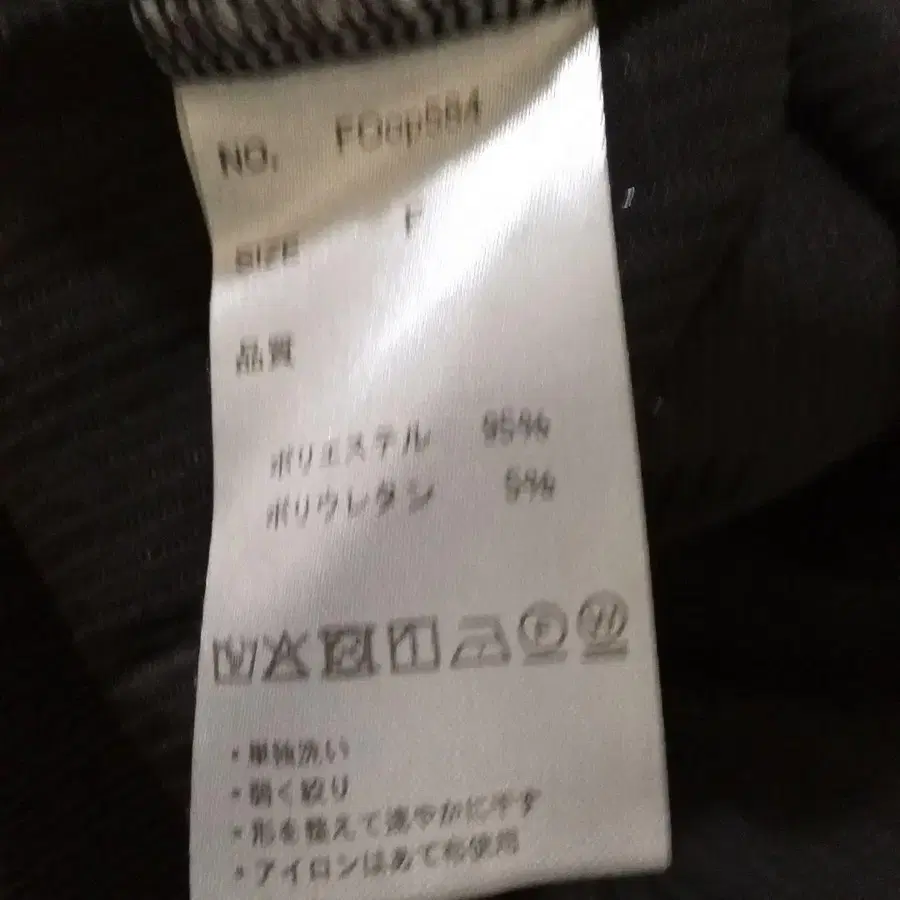 NO. FOop584
SIZE F
品質
ポリエステル 95%
ポリウレタン 5%
・単独洗い
・弱く絞り
・形を整えて速やかに干す
・アイロンはあて布使用